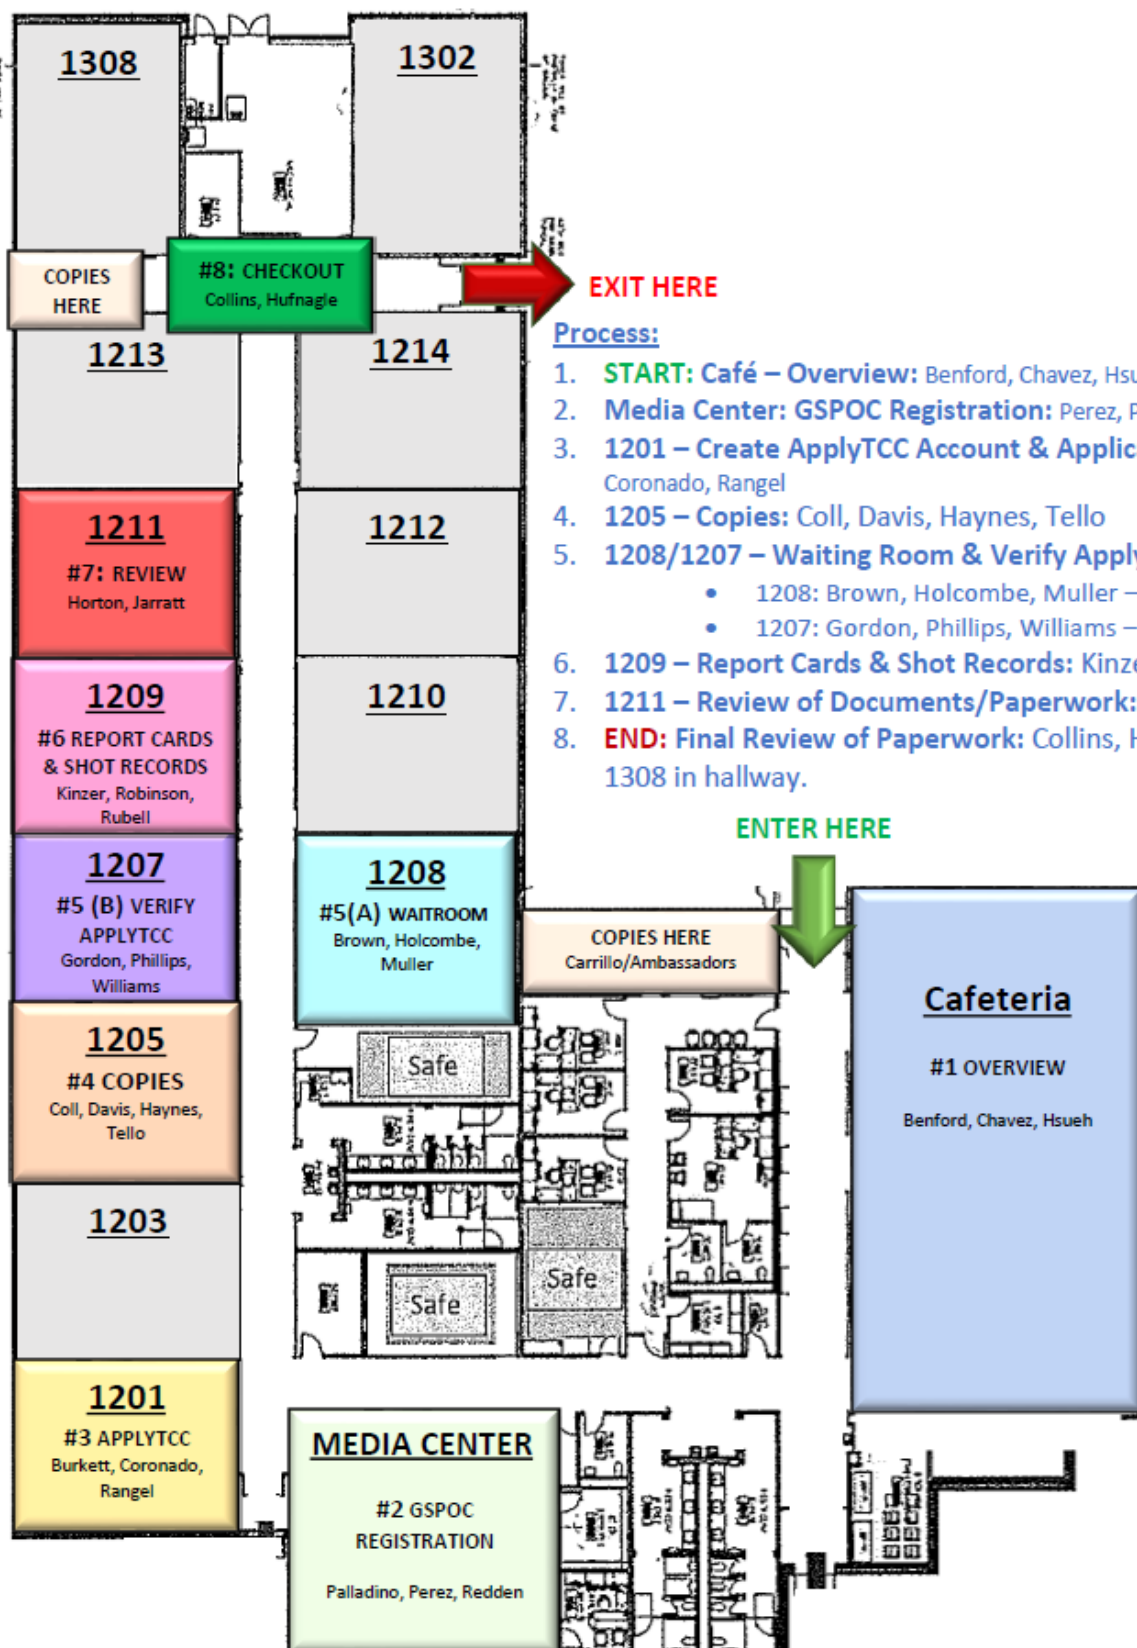 1308
1302
COPIES
HERE
#8: CHECKOUT
Collins, Hufnagle
EXIT HERE
1213
1214
Process:
1. START: Café – Overview: Benford, Chavez, Hsu
2. Media Center: GSPOC Registration: Perez, P
3. 1201 – Create ApplyTCC Account & Applic
Coronado, Rangel
4. 1205 – Copies: Coll, Davis, Haynes, Tello
5. 1208/1207 – Waiting Room & Verify Apply
• 1208: Brown, Holcombe, Muller –
• 1207: Gordon, Phillips, Williams –
6. 1209 – Report Cards & Shot Records: Kinze
7. 1211 – Review of Documents/Paperwork:
8. END: Final Review of Paperwork: Collins, H
1308 in hallway.
1211
#7: REVIEW
Horton, Jarratt
1212
1209
#6 REPORT CARDS
& SHOT RECORDS
Kinzer, Robinson,
Rubell
1210
ENTER HERE
1207
#5 (B) VERIFY
APPLYTCC
Gordon, Phillips,
Williams
1208
#5(A) WAITROOM
Brown, Holcombe,
Muller
COPIES HERE
Carrillo/Ambassadors
Cafeteria
#1 OVERVIEW
Benford, Chavez, Hsueh
1205
#4 COPIES
Coll, Davis, Haynes,
Tello
Safe
1203
Safe
Safe
1201
#3 APPLYTCC
Burkett, Coronado,
Rangel
MEDIA CENTER
#2 GSPOC
REGISTRATION
Palladino, Perez, Redden